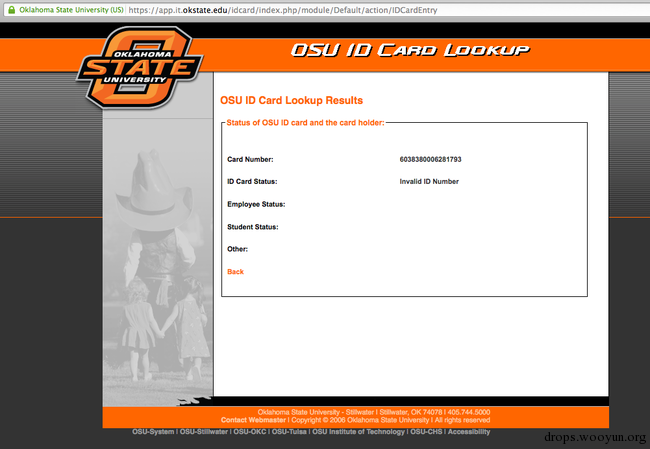 Oklahoma State University (US) https://app.it.okstate.edu/idcard/index.php/module/Default/action/IDCardEntry
OKLAHOMA
STATE
UNIVERSITY
OSU ID Card Lookup
OSU ID Card Lookup Results
Status of OSU ID card and the card holder:
Card Number: 6038380006281793
ID Card Status: Invalid ID Number
Employee Status:
Student Status:
Other:
Back
Oklahoma State University - Stillwater | Stillwater, OK 74078 | 405.744.5000
Contact Webmaster | Copyright © 2006 Oklahoma State University | All rights reserved
OSU-System | OSU-Stillwater | OSU-OKC | OSU-Tulsa | OSU Institute of Technology | OSU-CHS | Accessibility
drops.wooyun.org